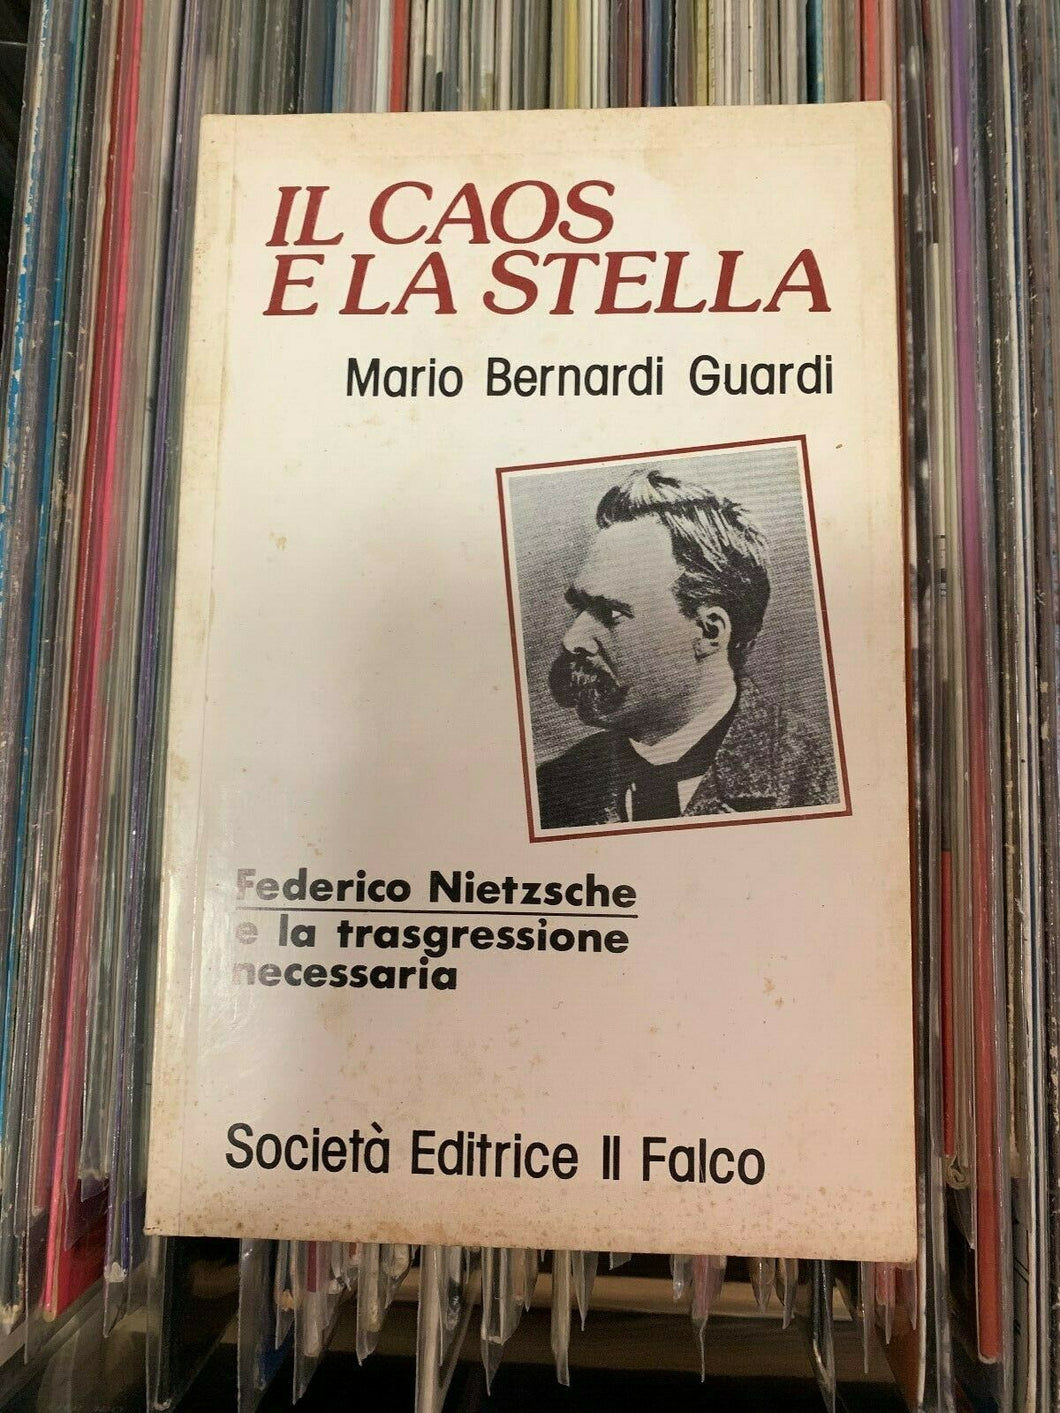 IL CAOS
E LA STELLA
Mario Bernardi Guardi
Federico Nietzsche
e la trasgressione
necessaria
Società Editrice Il Falco